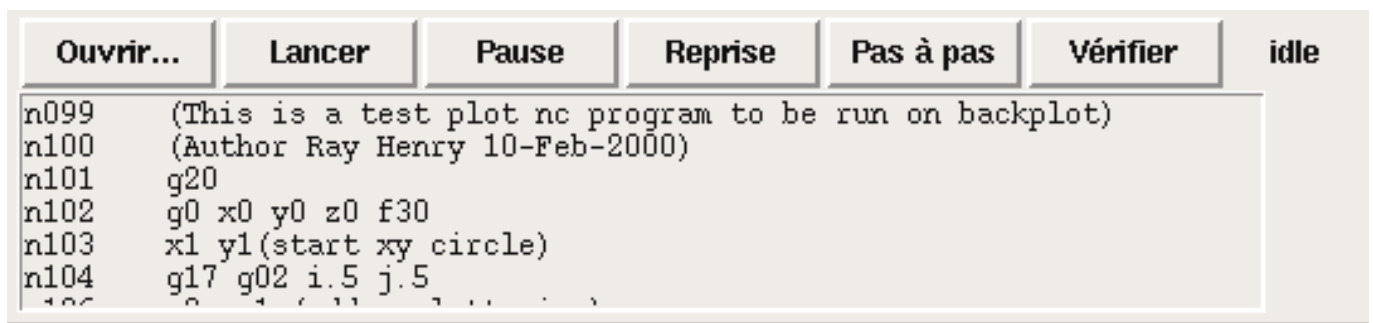 Ouvrir... Lancer Pause Reprise Pas à pas Vérifier idle
n099 (This is a test plot nc program to be run on backplot)
n100 (Author Ray Henry 10-Feb-2000)
n101 g20
n102 g0 x0 y0 z0 f30
n103 x1 y1(start xy circle)
n104 g17 g02 i.5 j.5